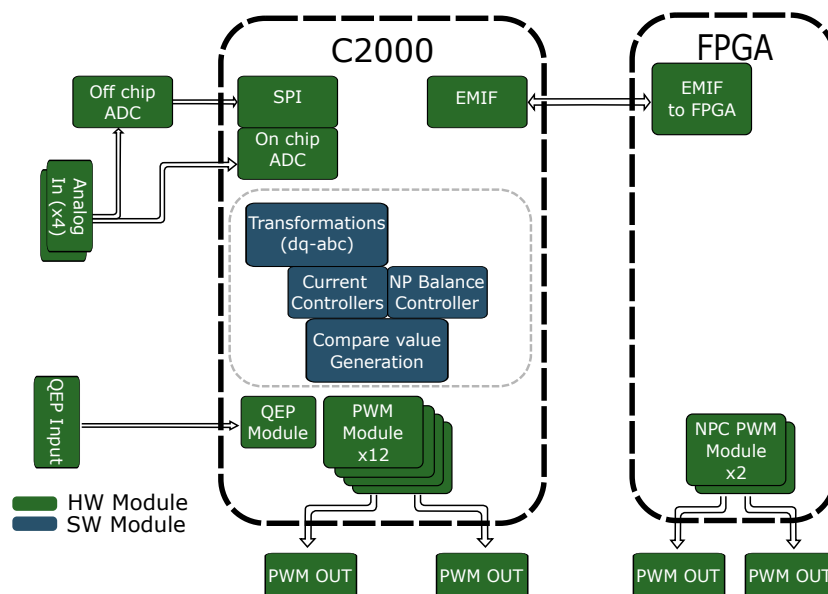 C2000
FPGA
Off chip
ADC
SPI
EMIF
EMIF
to FPGA
On chip
ADC
Analog
In (x4)
Transformations
(dq-abc)
Current
Controllers
NP Balance
Controller
Compare value
Generation
QEP Input
QEP
Module
PWM
Module
x12
NPC PWM
Module
x2
HW Module
SW Module
PWM OUT
PWM OUT
PWM OUT
PWM OUT